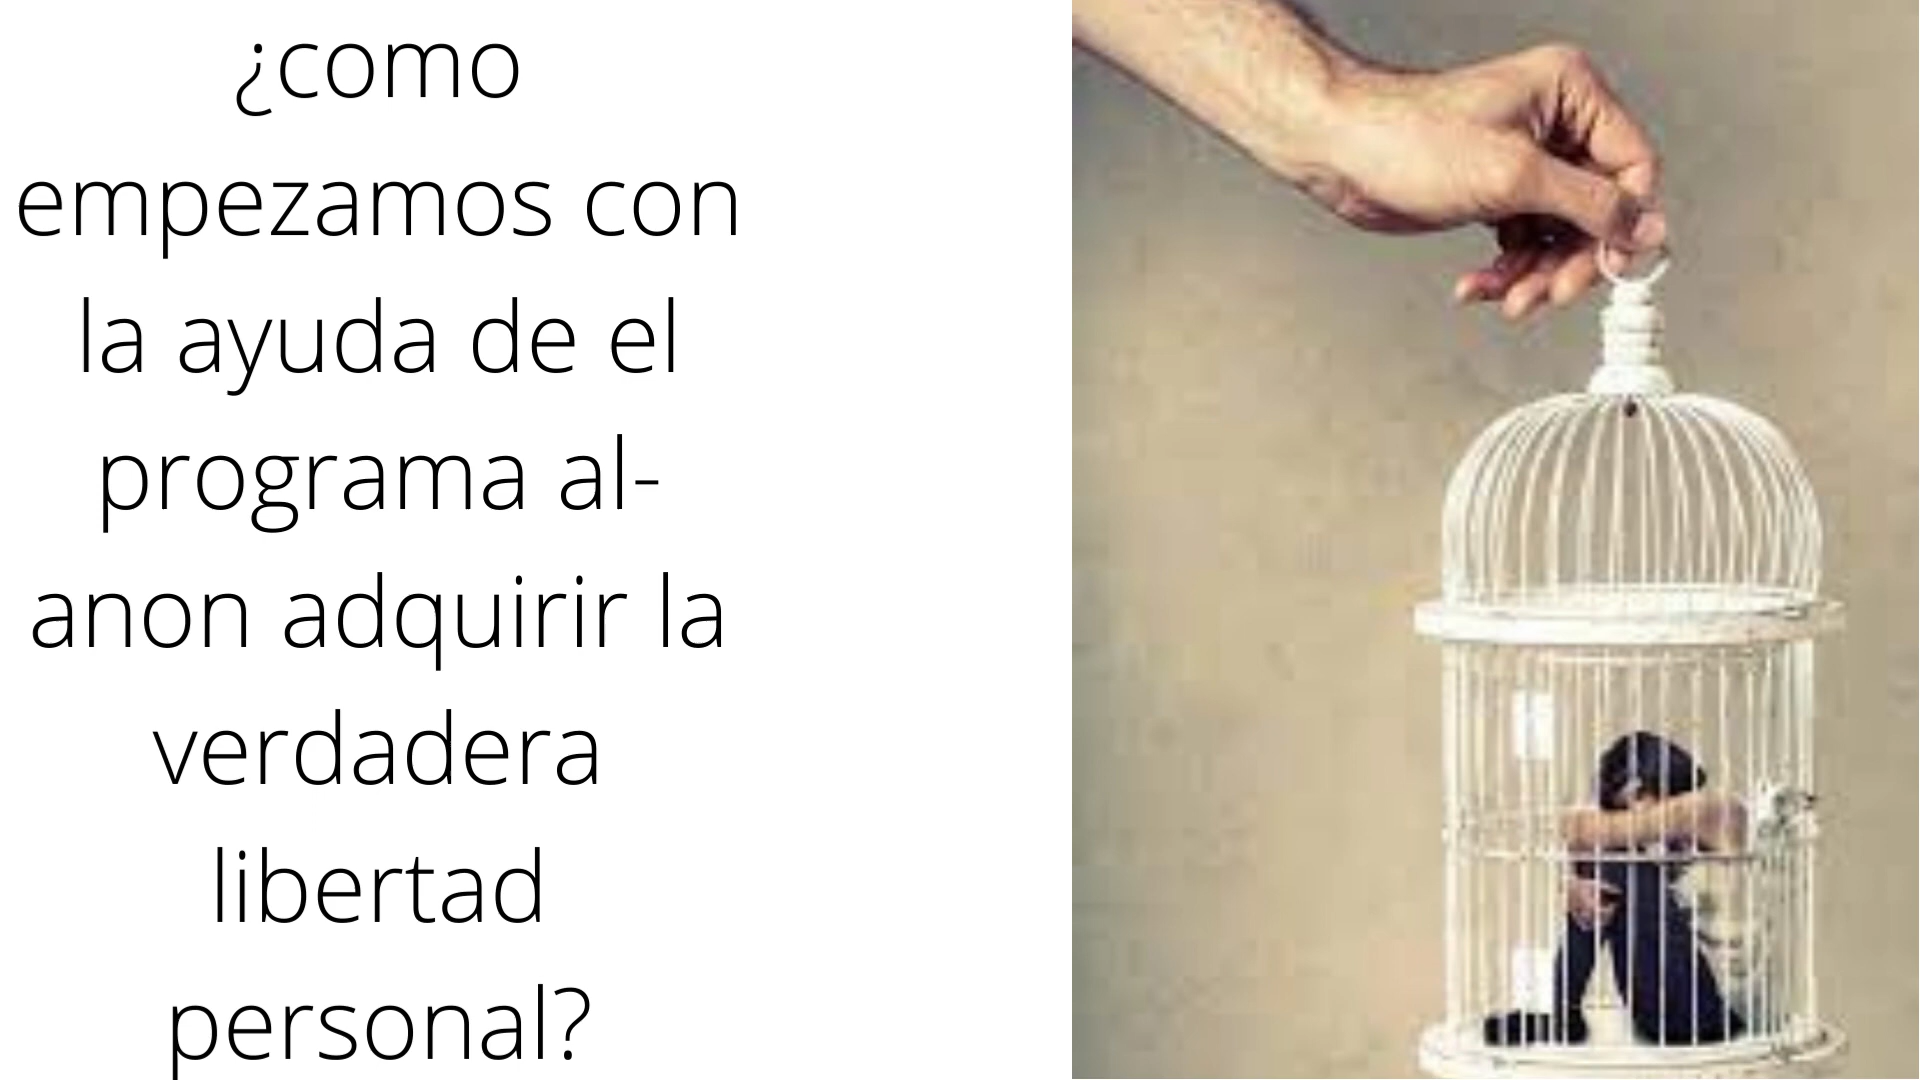 ¿como
empezamos con
la ayuda de el
programa al-
anon adquirir la
verdadera
libertad
personal?